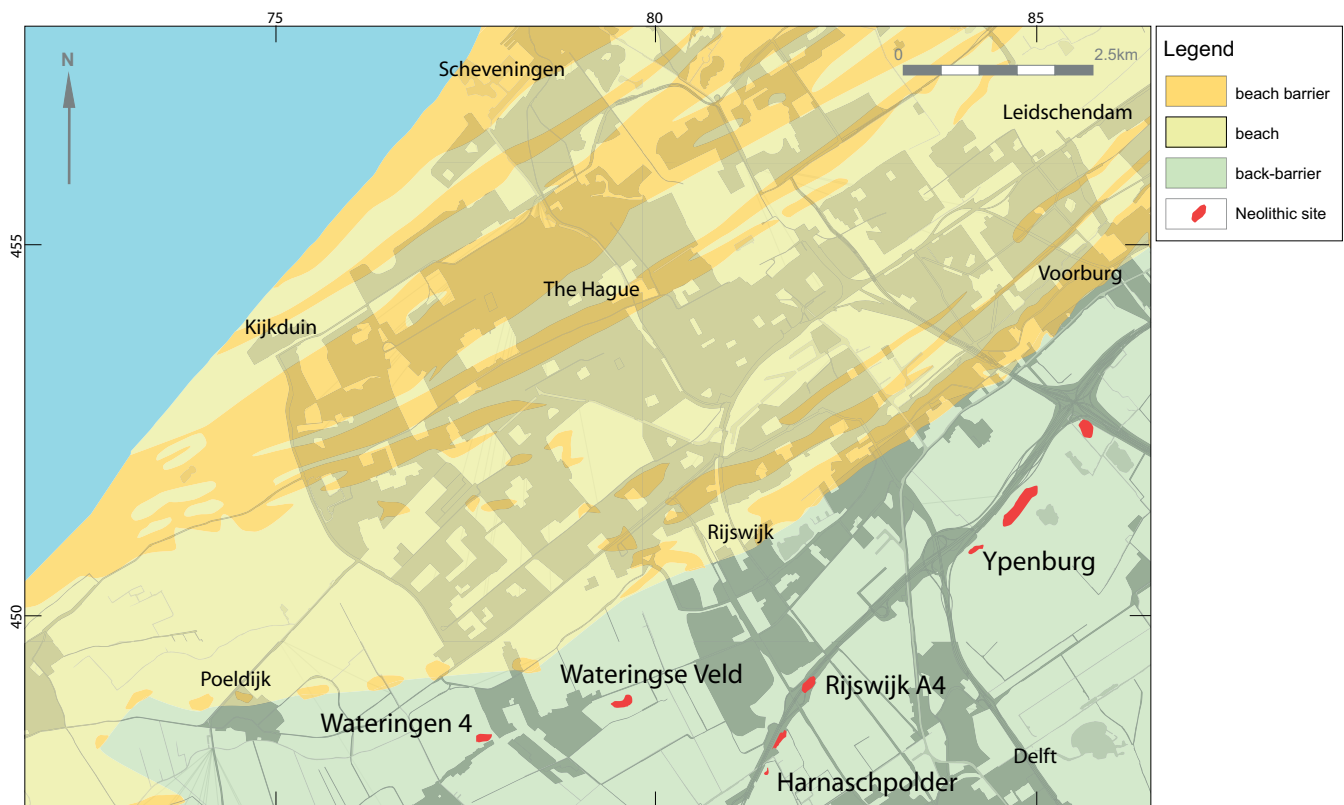 75
80
85
N
Scheveningen
0
2.5km
Legend
beach barrier
beach
back-barrier
Neolithic site
Leidschendam
455
Voorburg
The Hague
Kijkduin
Rijswijk
Ypenburg
450
Poeldijk
Wateringse Veld
Rijswijk A4
Wateringen 4
Delft
Harnaschpolder